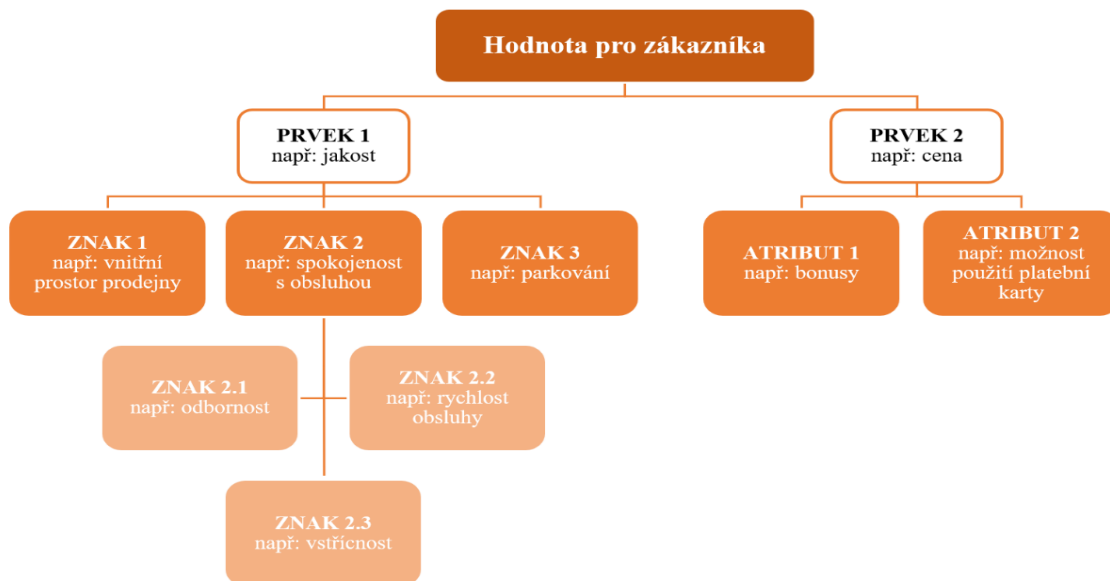 Hodnota pro zákazníka
PRVEK 1
např: jakost
PRVEK 2
např: cena
ZNAK 1
např: vnitřní
prostor prodejny
ZNAK 2
např: spokojenost
s obsluhou
ZNAK 3
např: parkování
ATRIBUT 1
např: bonusy
ATRIBUT 2
např: možnost
použití platební
karty
ZNAK 2.1
např: odbornost
ZNAK 2.2
např: rychlost
obsluhy
ZNAK 2.3
např: vstřícnost